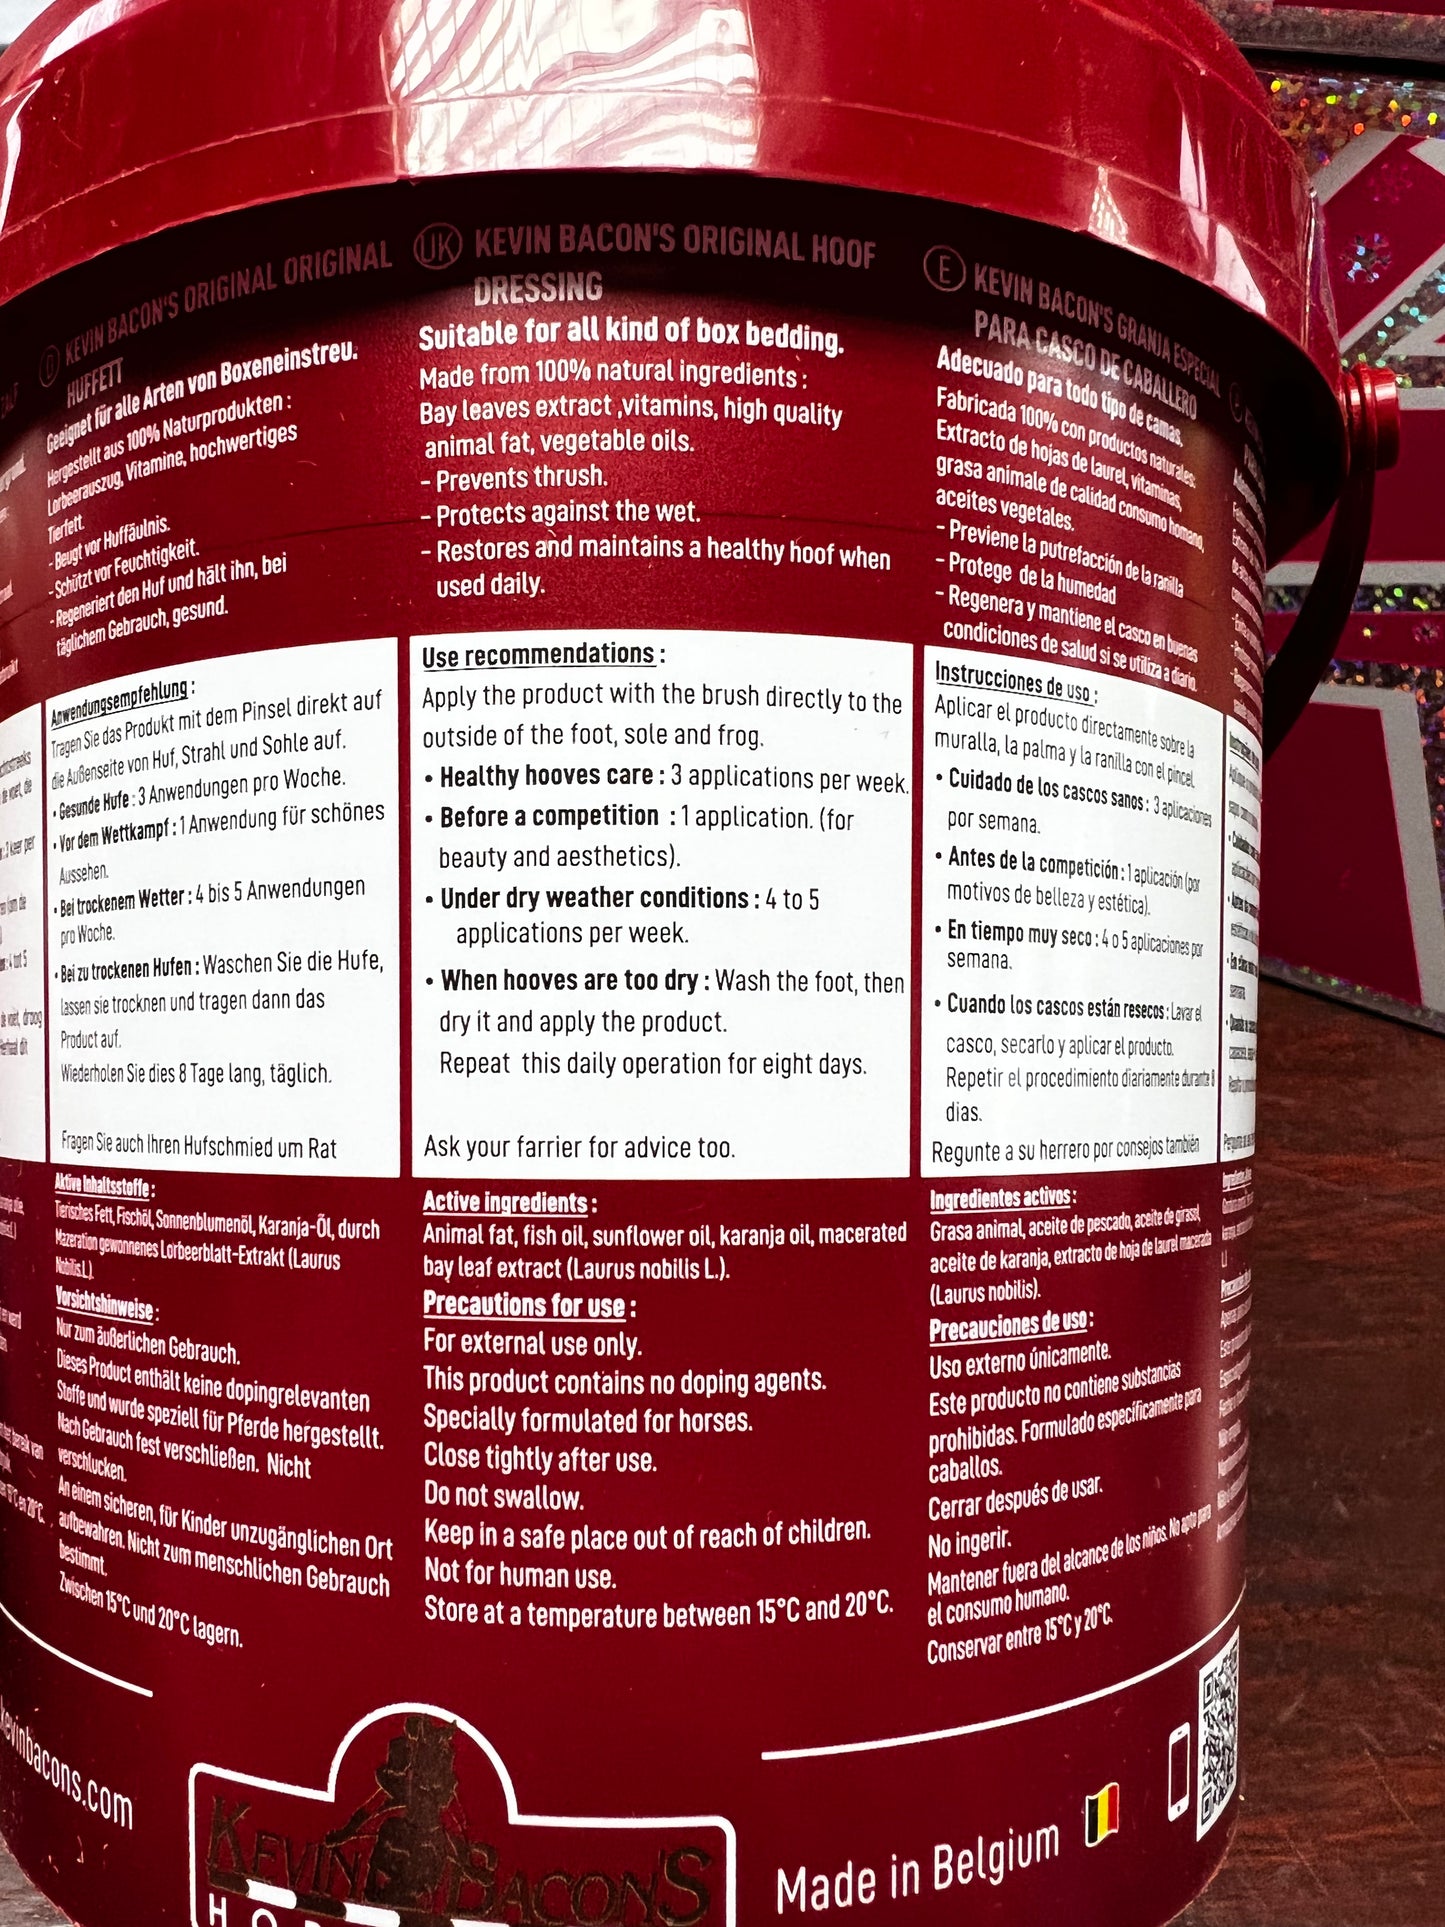 KEVIN BACON'S ORIGINAL ORIGINAL
HUFFETT
Geeignet für alle Arten von Boxeneinstreu.
Hergestellt aus 100% Naturprodukten :
Lorbeerauszug, Vitamine, hochwertiges
Tierfett.
- Beugt vor Huffäulnis.
- Schützt vor Feuchtigkeit.
- Regeneriert den Huf und hält ihn, bei
täglichem Gebrauch, gesund.
Anwendungsempfehlung :
Tragen Sie das Produkt mit dem Pinsel direkt auf
die Außenseite von Huf, Strahl und Sohle auf.
• Gesunde Hufe : 3 Anwendungen pro Woche.
• Vor dem Wettkampf : 1 Anwendung für schönes
Aussehen.
• Bei trockenem Wetter : 4 bis 5 Anwendungen
pro Woche.
• Bei zu trockenen Hufen : Waschen Sie die Hufe,
lassen sie trocknen und tragen dann das
Product auf.
Wiederholen Sie dies 8 Tage lang, täglich.
Fragen Sie auch Ihren Hufschmied um Rat
Aktive Inhaltsstoffe :
Tierisches Fett, Fischöl, Sonnenblumenöl, Karanja-Öl, durch
Mazeration gewonnenes Lorbeerblatt-Extrakt (Laurus
Nobilis L.).
Vorsichtshinweise :
Nur zum äußerlichen Gebrauch.
Dieses Product enthält keine dopingrelevanten
Stoffe und wurde speziell für Pferde hergestellt.
Nach Gebrauch fest verschließen. Nicht
verschlucken.
An einem sicheren, für Kinder unzugänglichen Ort
aufbewahren. Nicht zum menschlichen Gebrauch
bestimmt.
Zwischen 15°C und 20°C lagern.
UK KEVIN BACON'S ORIGINAL HOOF
DRESSING
Suitable for all kind of box bedding.
Made from 100% natural ingredients :
Bay leaves extract ,vitamins, high quality
animal fat, vegetable oils.
- Prevents thrush.
- Protects against the wet.
- Restores and maintains a healthy hoof when
used daily.
Use recommendations :
Apply the product with the brush directly to the
outside of the foot, sole and frog.
• Healthy hooves care : 3 applications per week.
• Before a competition : 1 application. (for
beauty and aesthetics).
• Under dry weather conditions : 4 to 5
applications per week.
• When hooves are too dry : Wash the foot, then
dry it and apply the product.
Repeat this daily operation for eight days.
Ask your farrier for advice too.
Active ingredients :
Animal fat, fish oil, sunflower oil, karanja oil, macerated
bay leaf extract (Laurus nobilis L.).
Precautions for use :
For external use only.
This product contains no doping agents.
Specially formulated for horses.
Close tightly after use.
Do not swallow.
Keep in a safe place out of reach of children.
Not for human use.
Store at a temperature between 15°C and 20°C.
E KEVIN BACON'S GRANJA ESPECIAL
PARA CASCO DE CABALLERO
Adecuado para todo tipo de camas.
Fabricada 100% con productos naturales:
Extracto de hojas de laurel, vitaminas,
grasa animale de calidad consumo homano,
aceites vegetales.
- Previene la putrefacción de la ranilla
- Protege de la humedad
- Regenera y mantiene el casco en buenas
condiciones de salud si se utiliza a diario.
Instrucciones de uso :
Aplicar el producto directamente sobre la
muralla, la palma y la ranilla con el pincel.
• Cuidado de los cascos sanos : 3 aplicaciones
por semana.
• Antes de la competición : 1 aplicación (por
motivos de belleza y estética).
• En tiempo muy seco : 4 o 5 aplicaciones por
semana.
• Cuando los cascos están resecos : Lavar el
casco, secarlo y aplicar el producto.
Repetir el procedimiento diariamente durante 8
dias.
Regunte a su herrero por consejos también
Ingredientes activos :
Grasa animal, aceite de pescado, aceite de girasol,
aceite de karanja, extracto de hoja de laurel macerada
(Laurus nobilis).
Precauciones de uso :
Uso externo únicamente.
Este producto no contiene substancias
prohibidas. Formulado específicamente para
caballos.
Cerrar después de usar.
No ingerir.
Mantener fuera del alcance de los niños. No apto para
el consumo humano.
Conservar entre 15°C y 20°C.
kevinbacons.com
KEVIN BACON'S
Made in Belgium